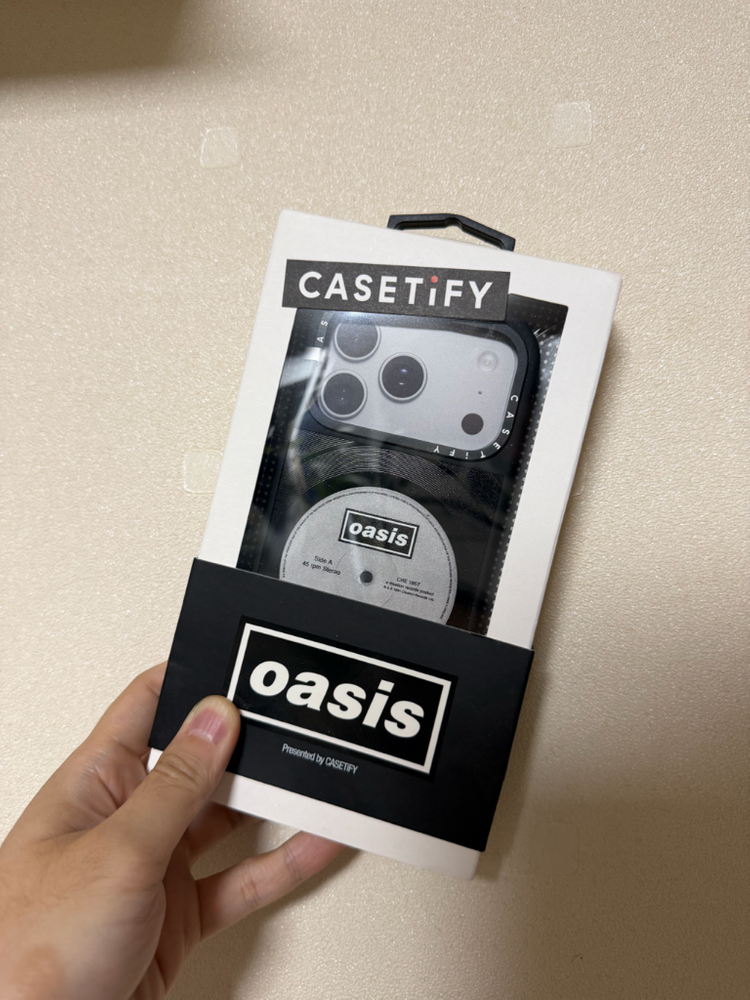 CASETiFY
CASETiFY
oasis
Side A
45 rpm Stereo
oasis
Presented by CASETiFY